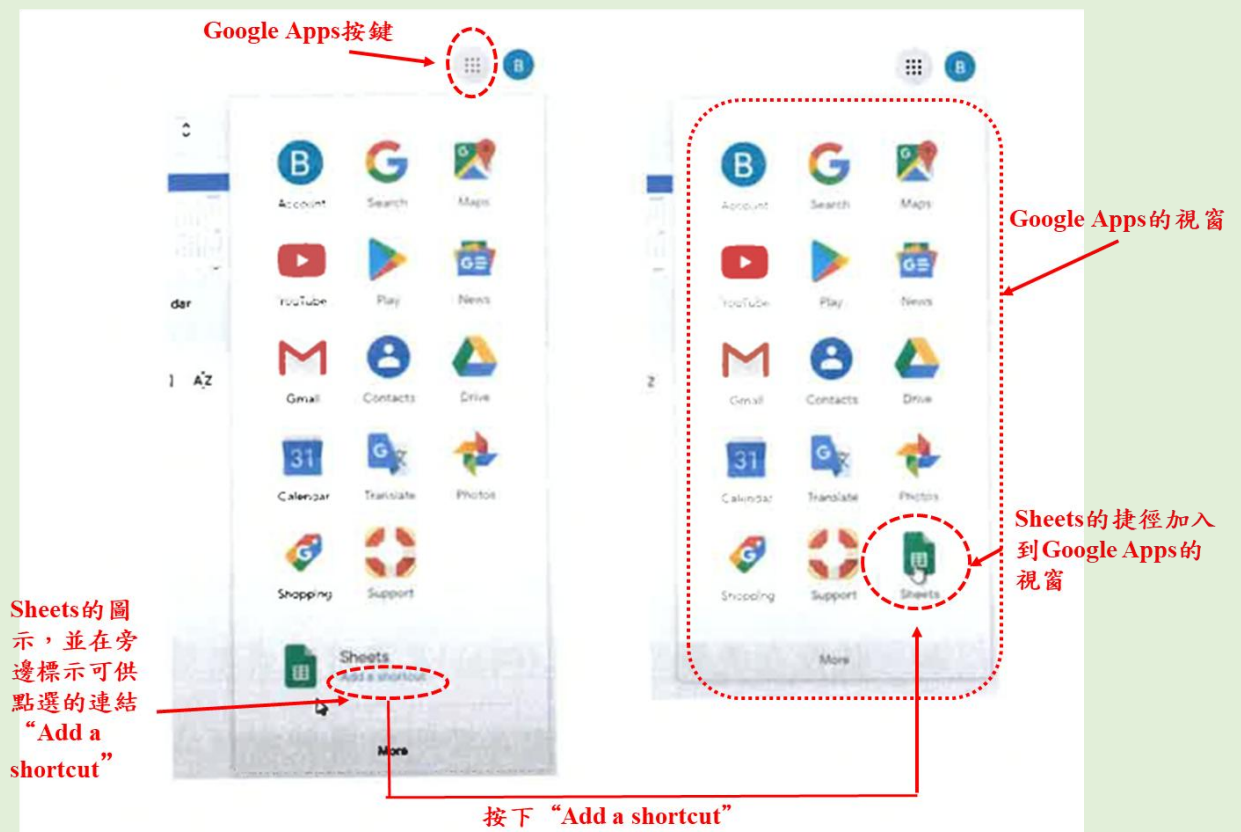 Google Apps按鍵
B
B
B
G
G
Account
Search
Maps
YouTube
Play
News
dar
Gmail
Contacts
Drive
AZ
31
G
Calendar
Translate
Photos
Shopping
Support
Sheets
Add a shortcut
More
Sheets的圖
示，並在旁
邊標示可供
點選的連結
“Add a
shortcut”
B
G
G
Account
Search
Maps
YouTube
Play
News
Gmail
Contacts
Drive
Z
31
G
Calendar
Translate
Photos
Shopping
Support
Sheets
More
Google Apps的視窗
Sheets的捷徑加入
到Google Apps的
視窗
按下“Add a shortcut”